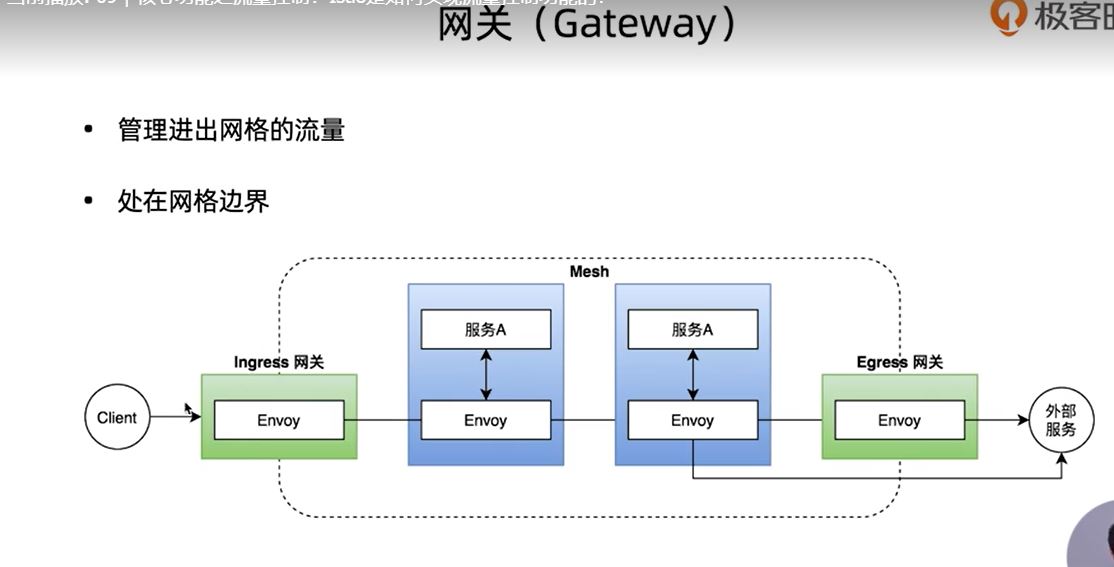 网关（Gateway）
极客时
管理进出网格的流量
处在网格边界
Mesh
服务A
服务A
Ingress 网关
Egress 网关
Client
Envoy
Envoy
Envoy
Envoy
外部
服务